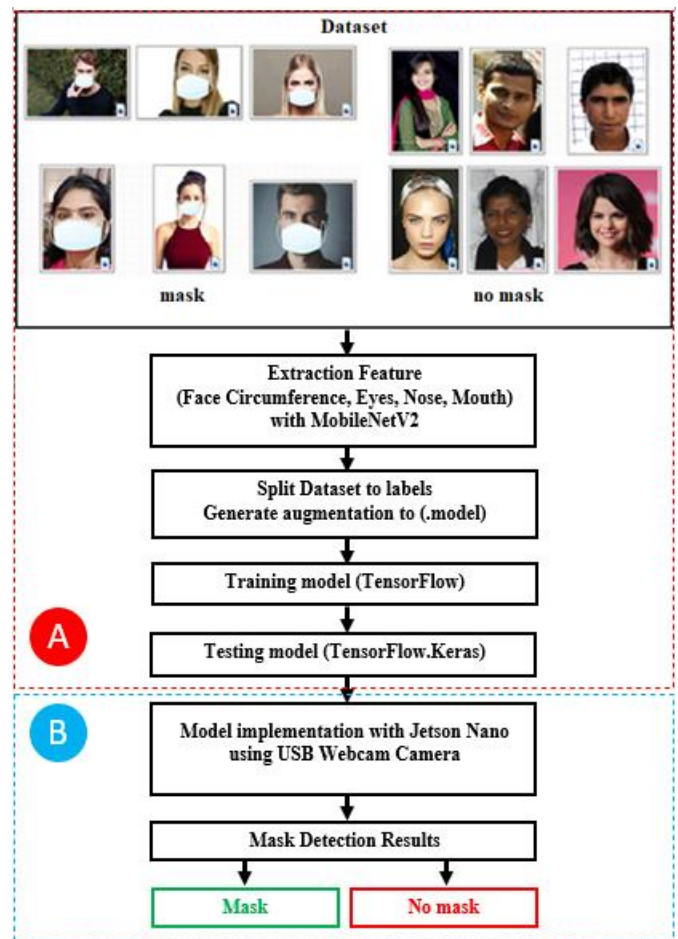 Dataset
mask
no mask
Extraction Feature
(Face Circumference, Eyes, Nose, Mouth)
with MobileNetV2
Split Dataset to labels
Generate augmentation to (.model)
Training model (TensorFlow)
A
Testing model (TensorFlow.Keras)
B
Model implementation with Jetson Nano
using USB Webcam Camera
Mask Detection Results
Mask
No mask